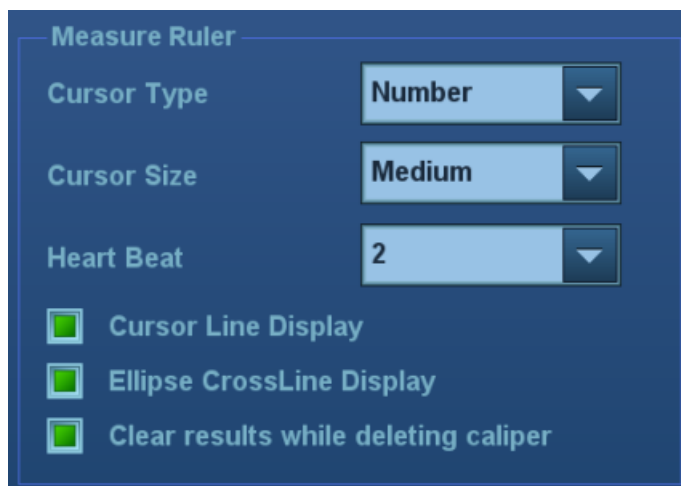 Measure Ruler
Cursor Type Number
Cursor Size Medium
Heart Beat 2
Cursor Line Display
Ellipse CrossLine Display
Clear results while deleting caliper